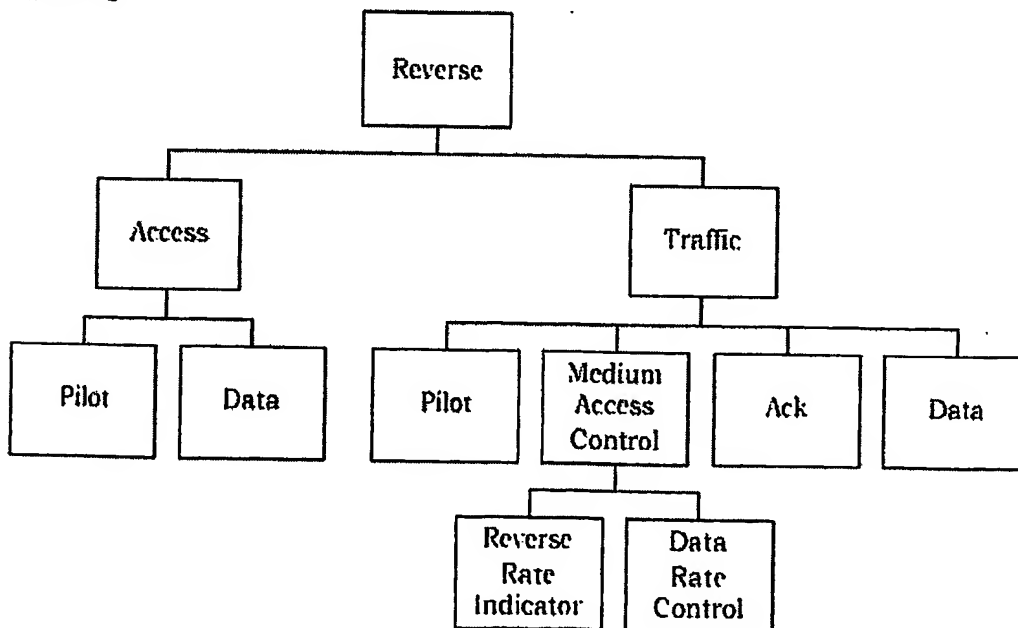 Reverse
Access
Traffic
Pilot
Data
Pilot
Medium
Access
Control
Ack
Data
Reverse
Rate
Indicator
Data
Rate
Control